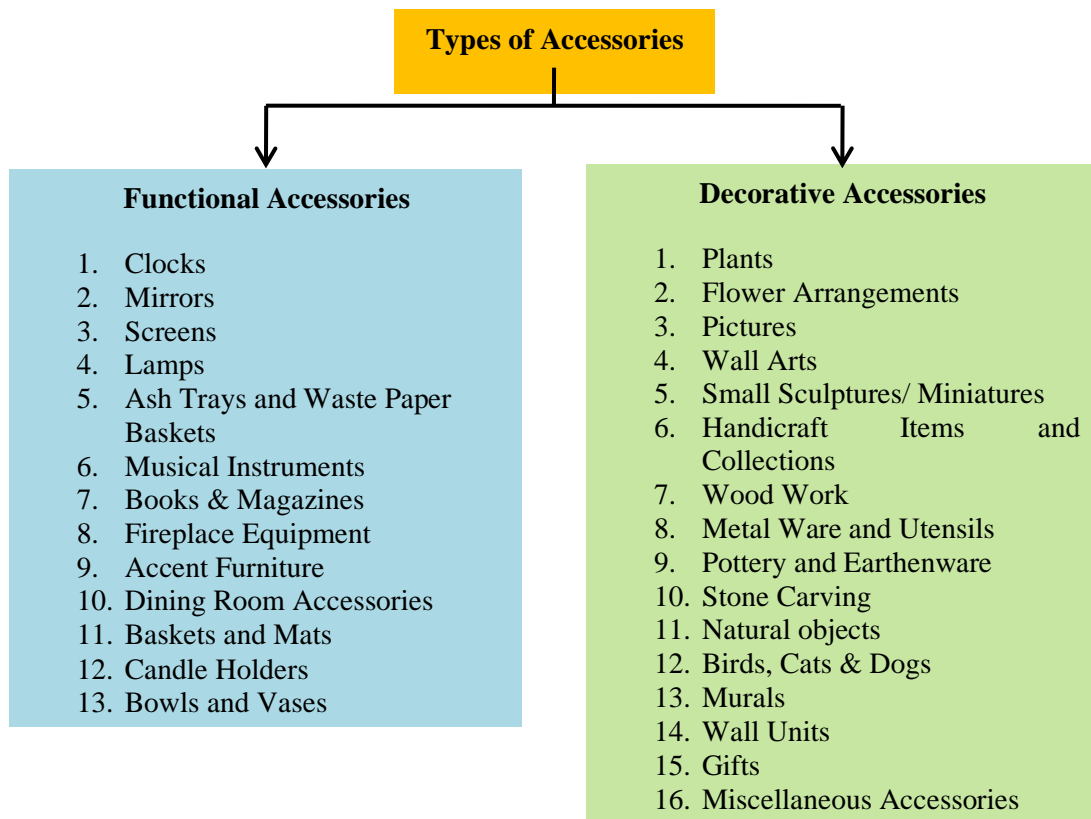 Types of Accessories
Functional Accessories
1. Clocks
2. Mirrors
3. Screens
4. Lamps
5. Ash Trays and Waste Paper
Baskets
6. Musical Instruments
7. Books & Magazines
8. Fireplace Equipment
9. Accent Furniture
10. Dining Room Accessories
11. Baskets and Mats
12. Candle Holders
13. Bowls and Vases
Decorative Accessories
1. Plants
2. Flower Arrangements
3. Pictures
4. Wall Arts
5. Small Sculptures/ Miniatures
6. Handicraft Items and
Collections
7. Wood Work
8. Metal Ware and Utensils
9. Pottery and Earthenware
10. Stone Carving
11. Natural objects
12. Birds, Cats & Dogs
13. Murals
14. Wall Units
15. Gifts
16. Miscellaneous Accessories